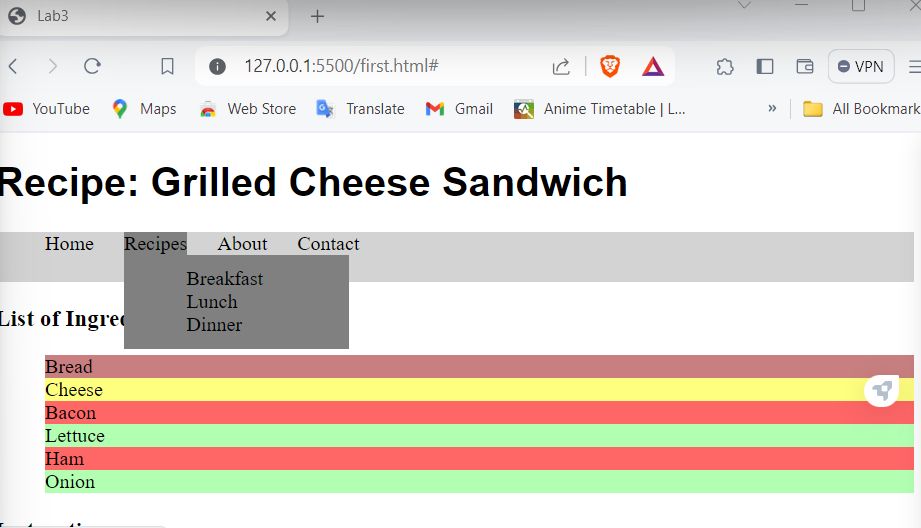 Lab3
127.0.0.1:5500/first.html#
VPN
YouTube Maps Web Store Translate Gmail Anime Timetable | L... » All Bookmark
Recipe: Grilled Cheese Sandwich
Home Recipes About Contact
Breakfast
Lunch
Dinner
List of Ingre
Bread
Cheese
Bacon
Lettuce
Ham
Onion